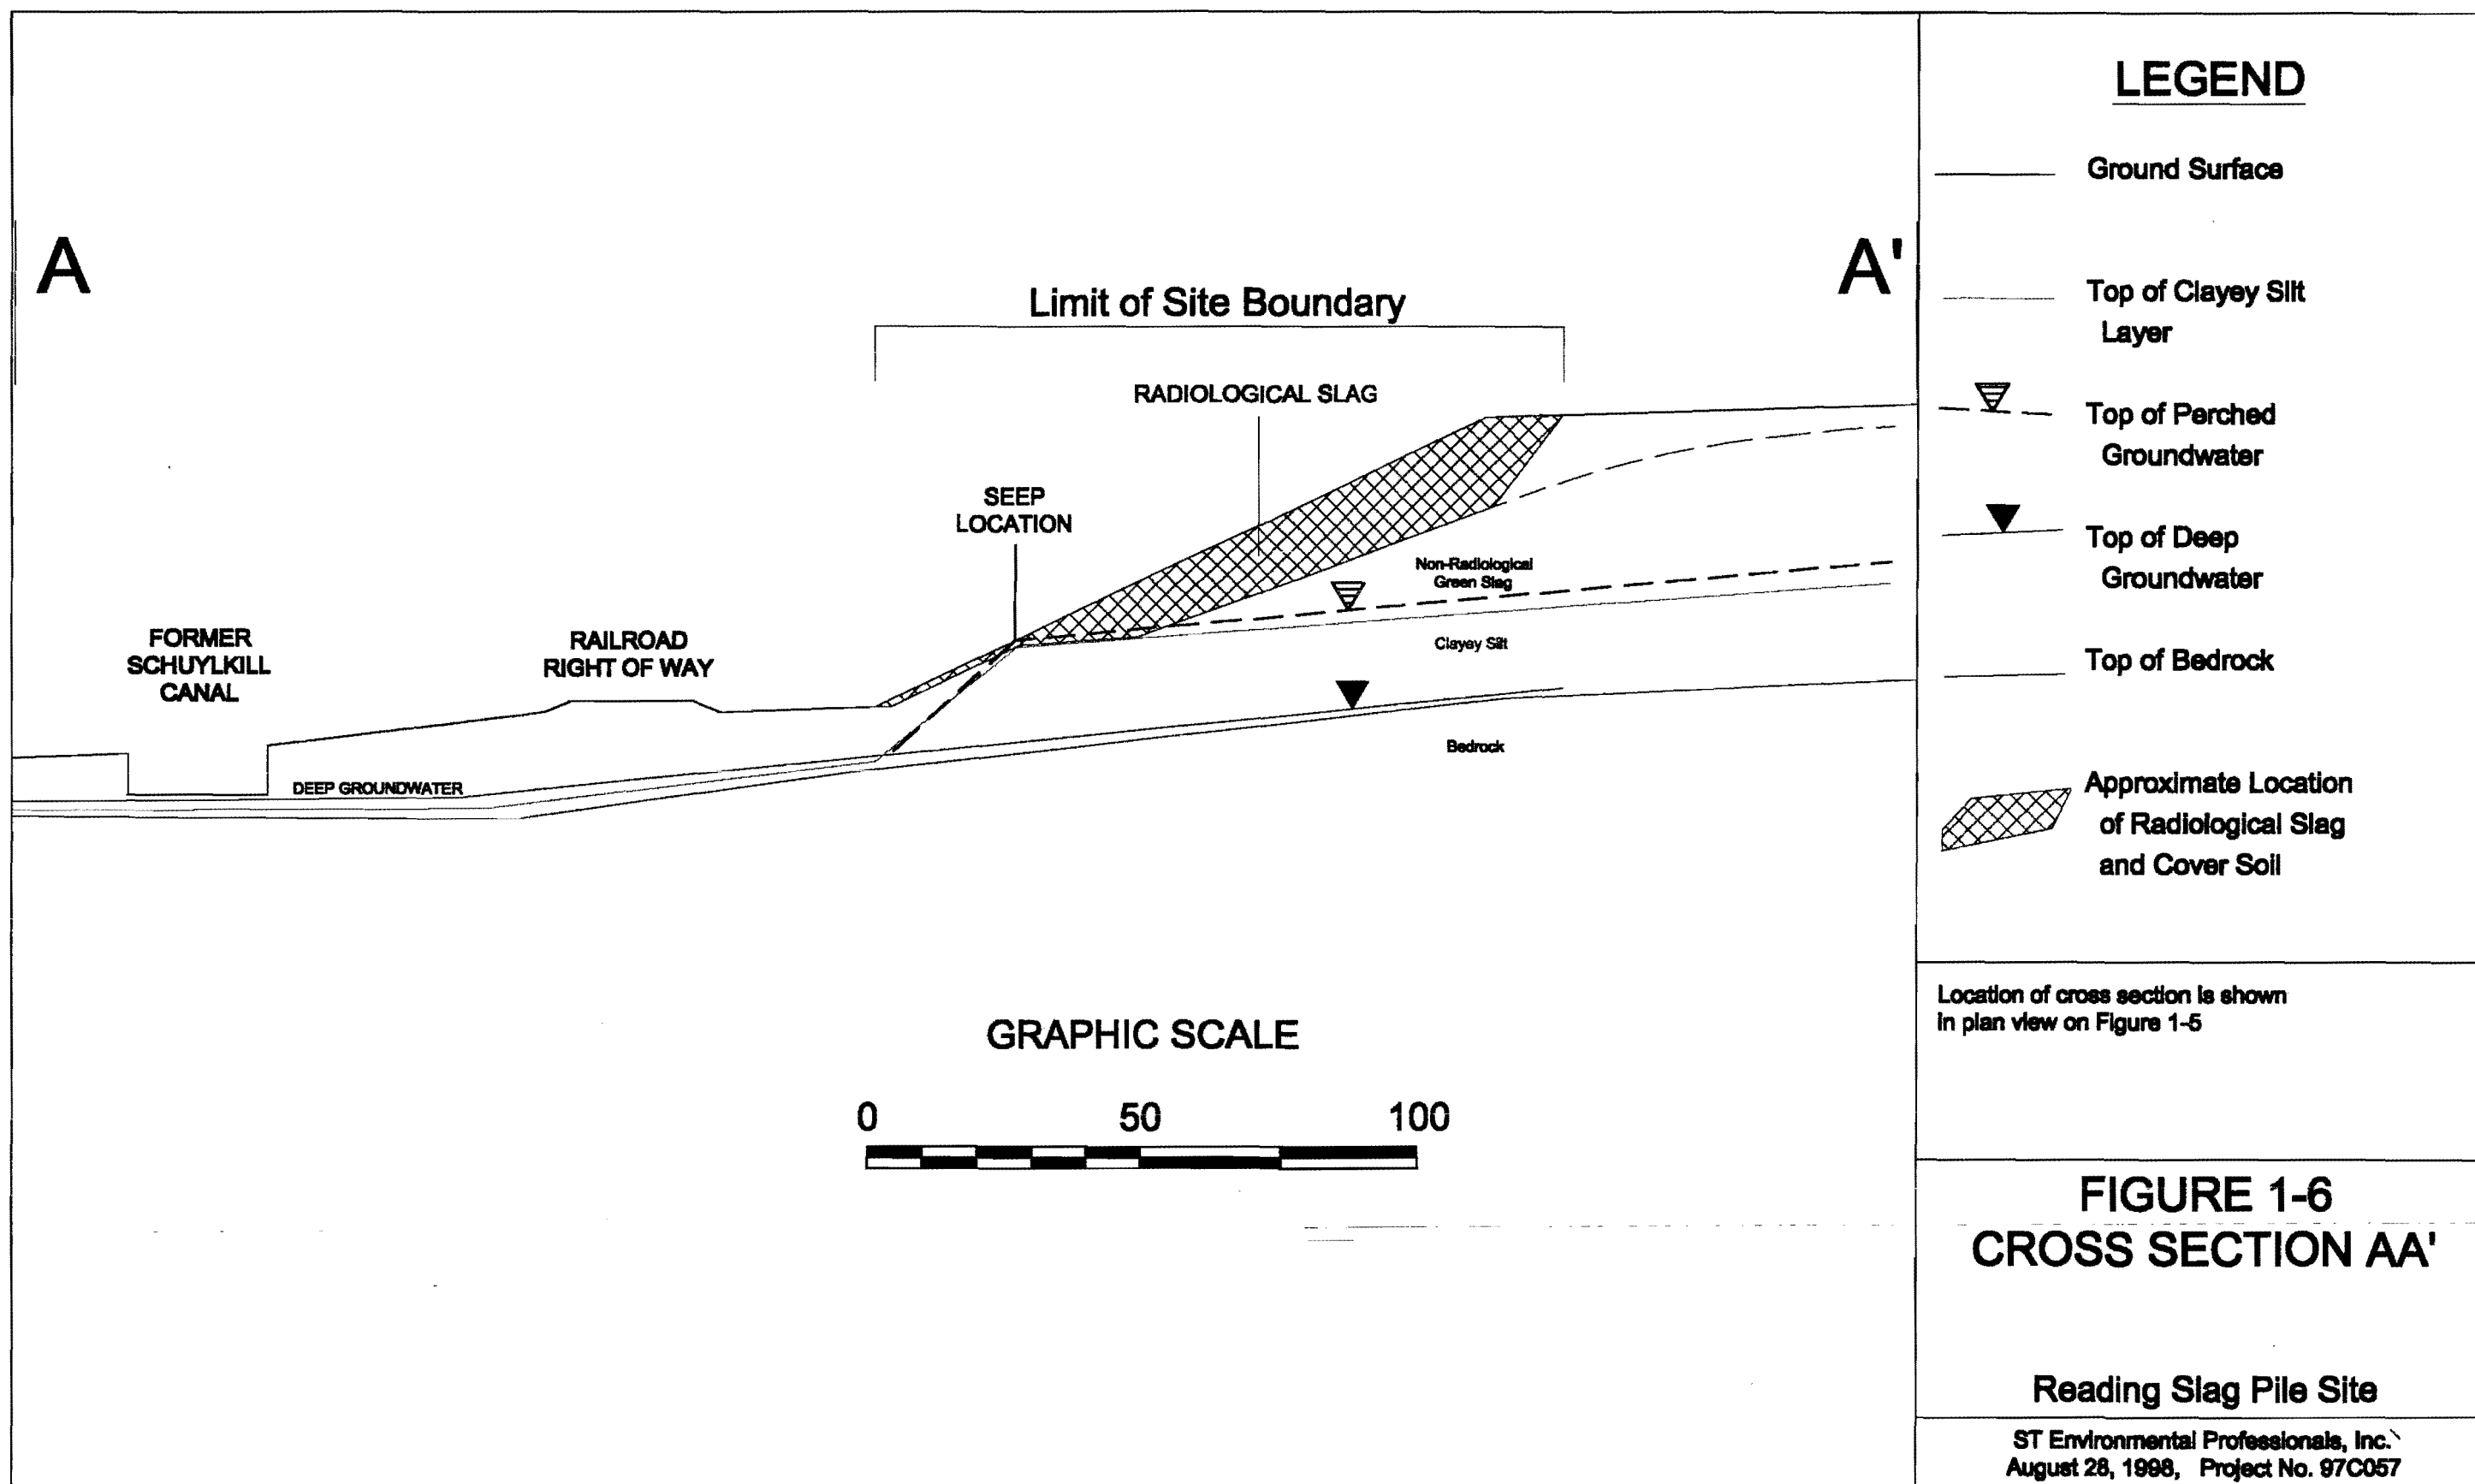 A
A'
Limit of Site Boundary
RADIOLOGICAL SLAG
SEEP
LOCATION
Non-Radiological
Green Slag
FORMER
SCHUYLKILL
CANAL
RAILROAD
RIGHT OF WAY
Clayey Silt
Bedrock
DEEP GROUNDWATER
GRAPHIC SCALE
0 50 100
LEGEND
Ground Surface
Top of Clayey Silt
Layer
Top of Perched
Groundwater
Top of Deep
Groundwater
Top of Bedrock
Approximate Location
of Radiological Slag
and Cover Soil
Location of cross section is shown
in plan view on Figure 1-5
FIGURE 1-6
CROSS SECTION AA'
Reading Slag Pile Site
ST Environmental Professionals, Inc.
August 28, 1998, Project No. 97C057